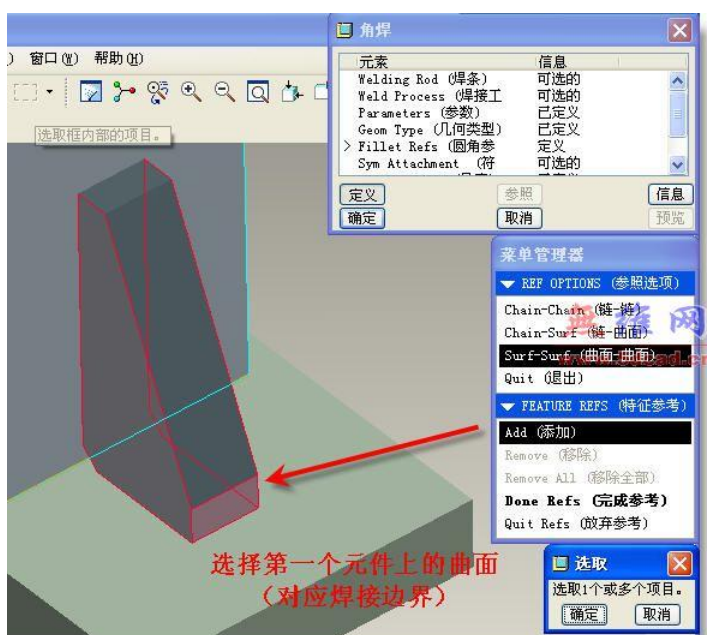 角焊
) 窗口(W) 帮助(H)
选取框内部的项目。
元素 信息
Welding Rod (焊条) 可选的
Weld Process (焊接工 可选的
Parameters (参数) 已定义
Geom Type (几何类型) 已定义
> Fillet Refs (圆角参 定义
Sym Attachment (符 可选的
定义 参照 信息
确定 取消 预览
菜单管理器
REF OPTIONS (参照选项)
Chain-Chain (链-链)
Chain-Surf (链-曲面)
Surf-Surf (曲面-曲面)
Quit (退出)
FEATURE REFS (特征参考)
Add (添加)
Remove (移除)
Remove All (移除全部)
Done Refs (完成参考)
Quit Refs (放弃参考)
無維网
选择第一个元件上的曲面
(对应焊接边界)
选取
选取1个或多个项目。
确定 取消